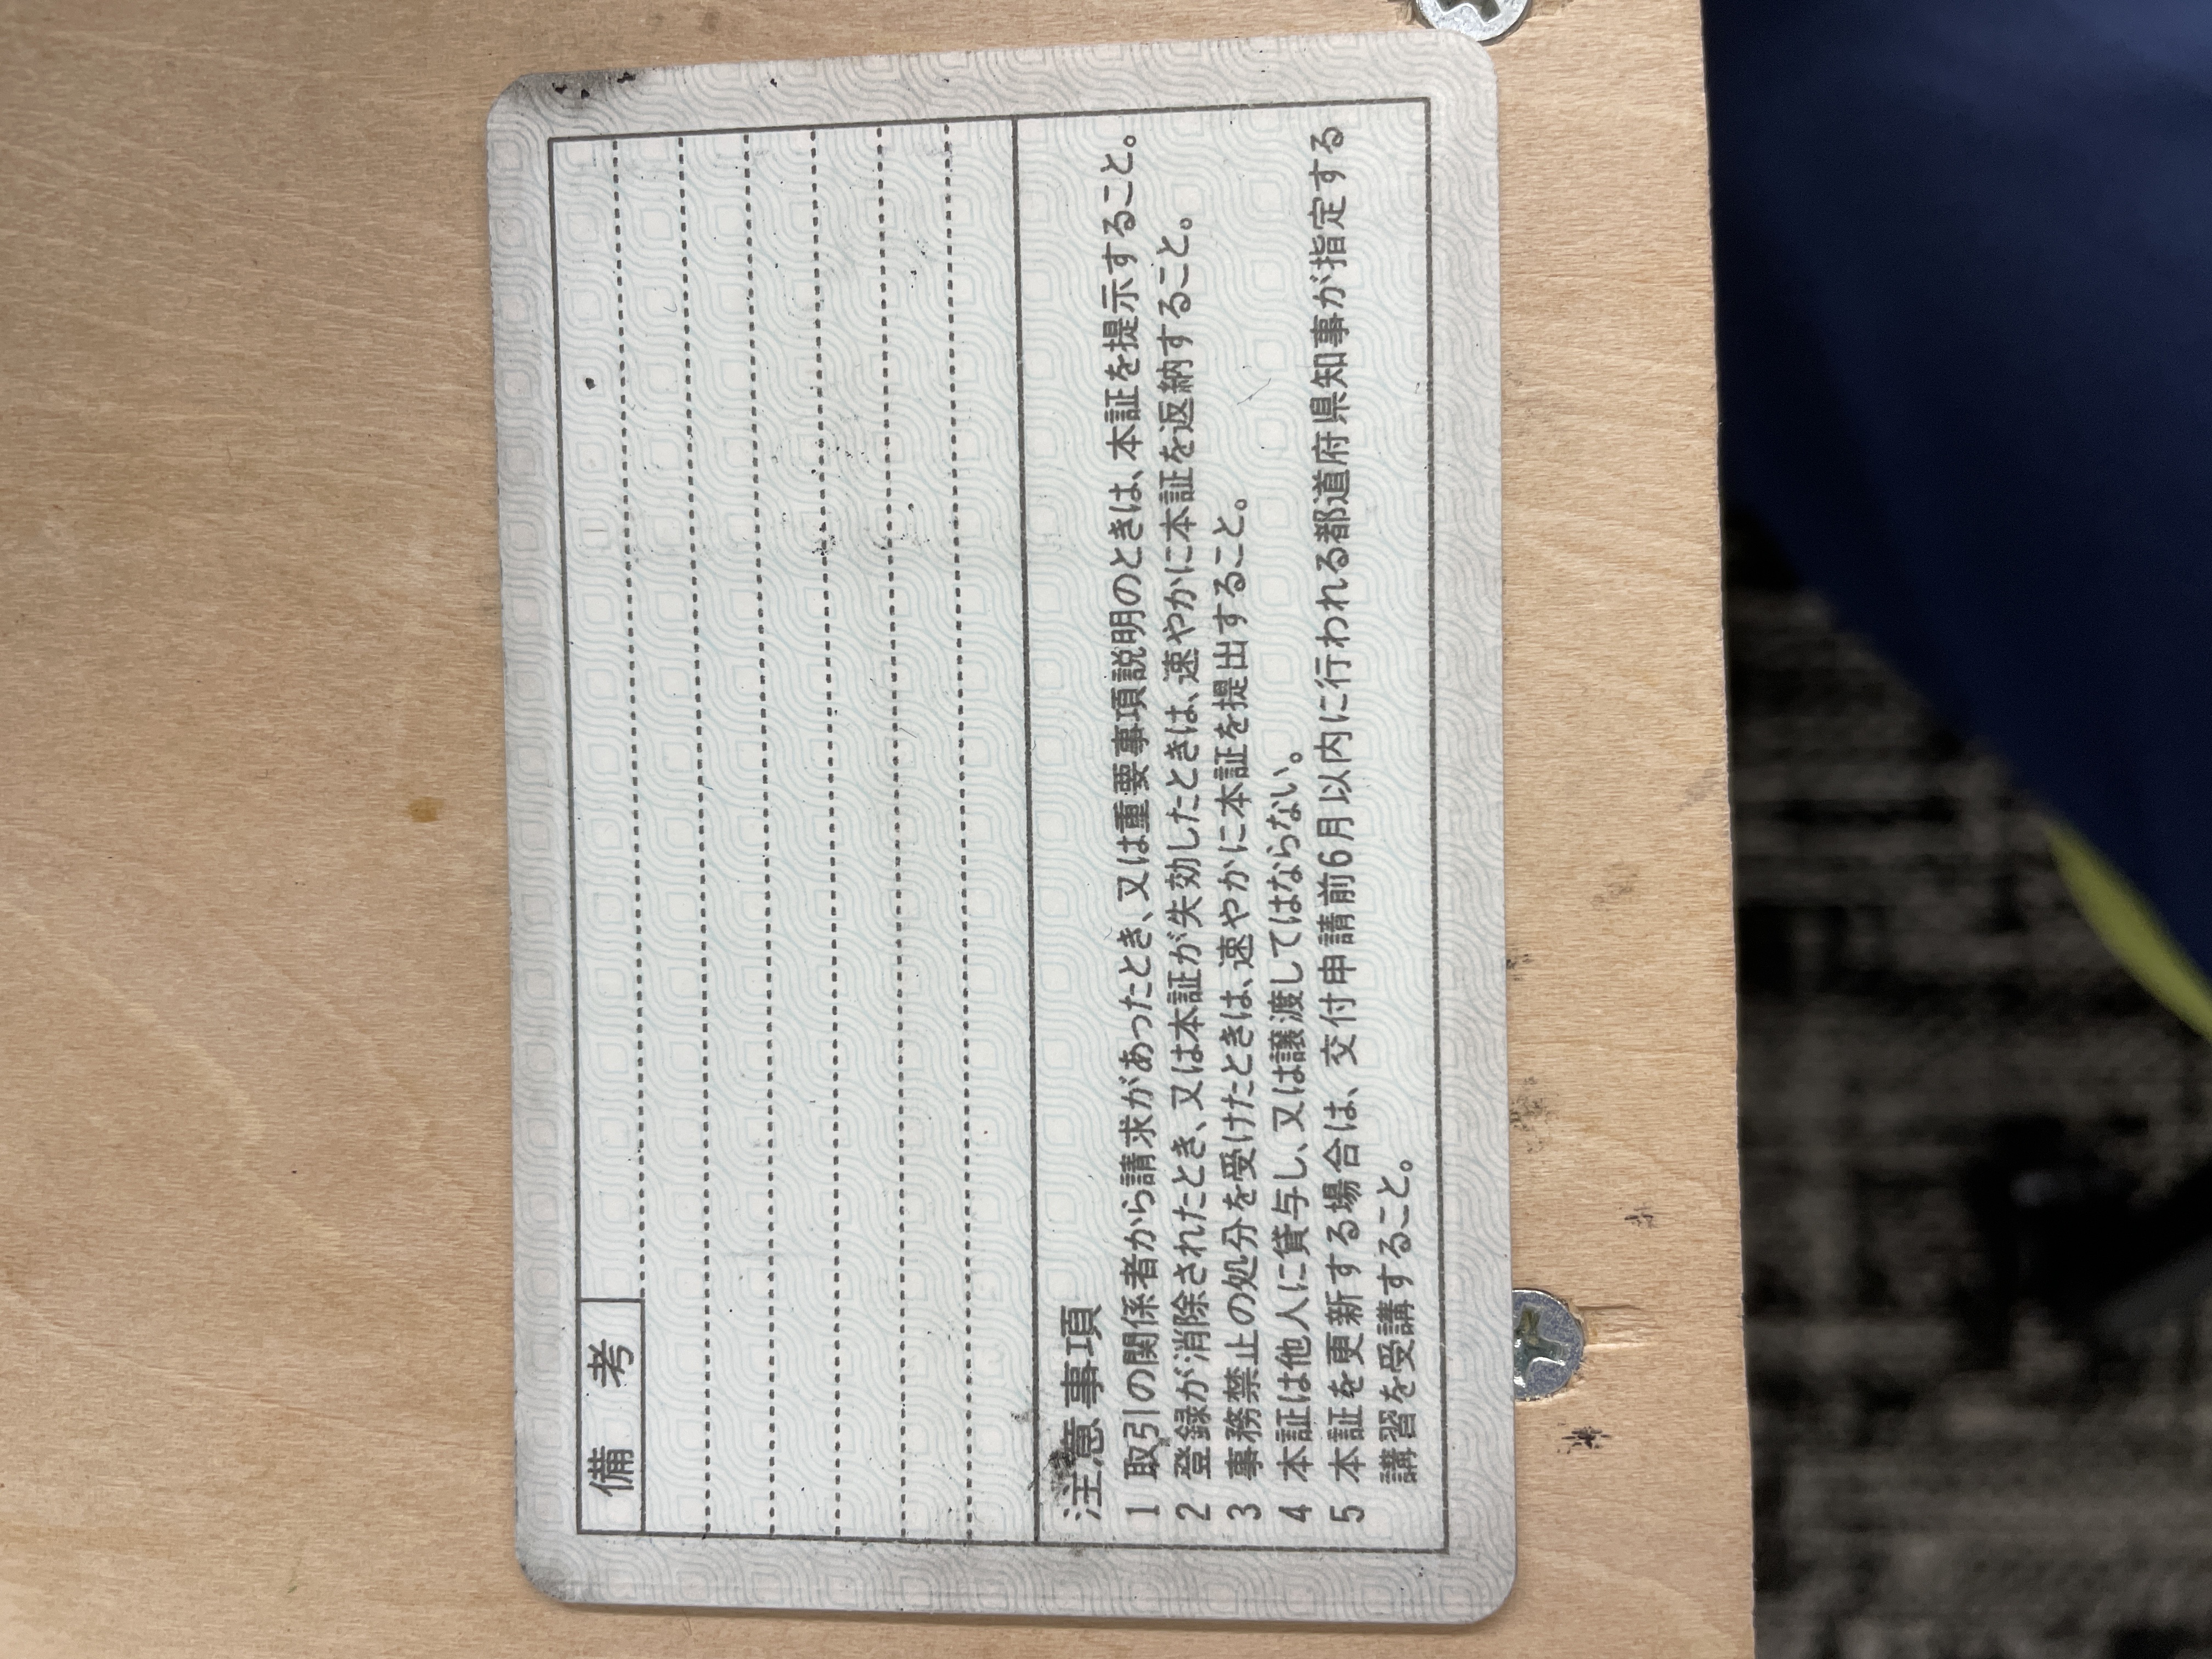 備 考
注意事項
1 取引の関係者から請求があったとき、又は重要事項説明のときは、本証を提示すること。
2 登録が消除されたとき、又は本証が失効したときは、速やかに本証を返納すること。
3 事務禁止の処分を受けたときは、速やかに本証を提出すること。
4 本証は他人に貸与し、又は譲渡してはならない。
5 本証を更新する場合は、交付申請前6月以内に行われる都道府県知事が指定する
講習を受講すること。